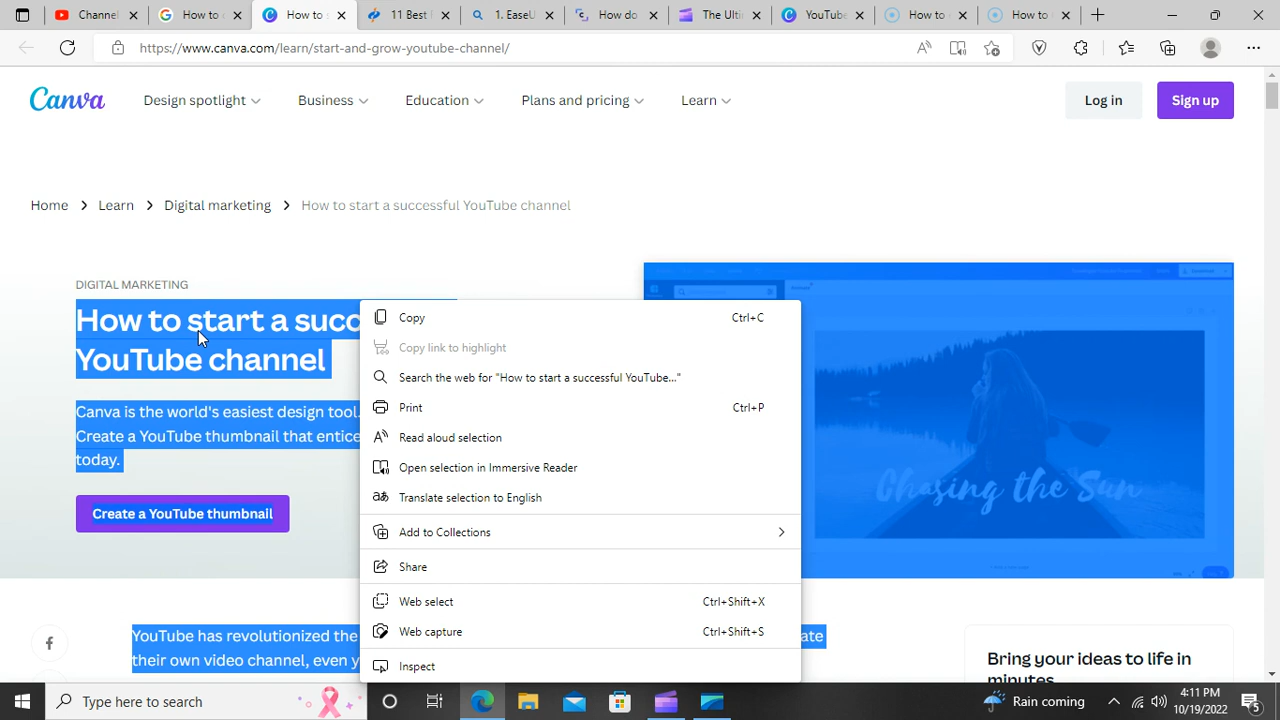 Channel c
How to s
How to s
11 Best I
1. EaseU
How do
The Ulti
YouTube
How to
How to
https://www.canva.com/learn/start-and-grow-youtube-channel/
Canva
Design spotlight
Business
Education
Plans and pricing
Learn
Log in
Sign up
Home > Learn > Digital marketing > How to start a successful YouTube channel
DIGITAL MARKETING
How to start a succ
YouTube channel
Canva is the world's easiest design tool.
Create a YouTube thumbnail that entice
today.
Create a YouTube thumbnail
Chasing the Sun
Copy Ctrl+C
Copy link to highlight
Search the web for "How to start a successful YouTube..."
Print Ctrl+P
Read aloud selection
Open selection in Immersive Reader
Translate selection to English
Add to Collections
Share
Web select Ctrl+Shift+X
Web capture Ctrl+Shift+S
Inspect
YouTube has revolutionized the
ate
their own video channel, even y
Bring your ideas to life in
minutes
Type here to search
Rain coming
4:11 PM
10/19/2022
5